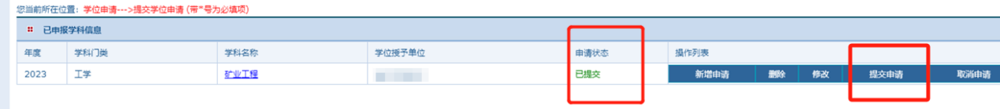 您当前所在位置：学位申请--->提交学位申请 (带*号为必填项)
已申报学科信息
年度 学科门类 学科名称 学位授予单位 申请状态 操作列表
2023 工学 矿业工程 已提交 新增申请 删除 修改 提交申请 取消申请